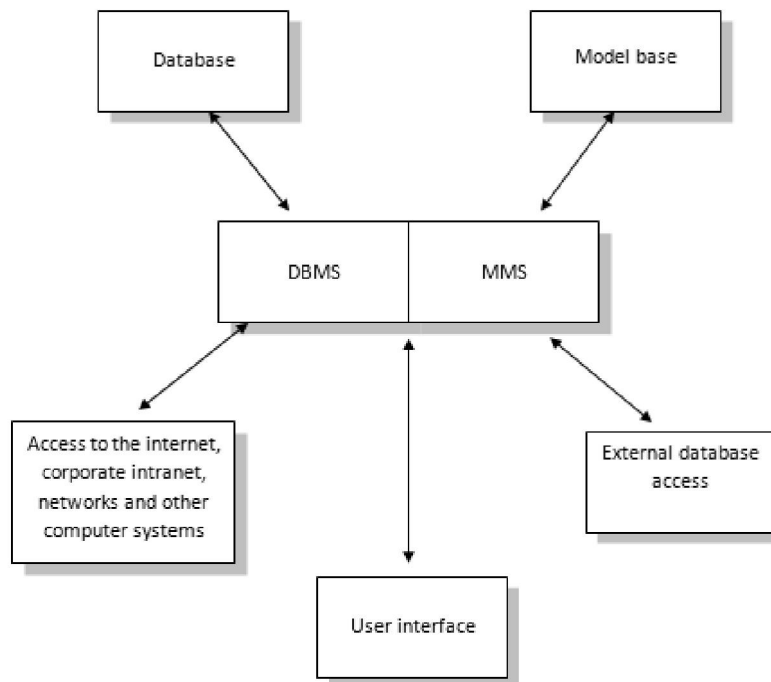 Database
Model base
DBMS
MMS
Access to the internet,
corporate intranet,
networks and other
computer systems
External database
access
User interface